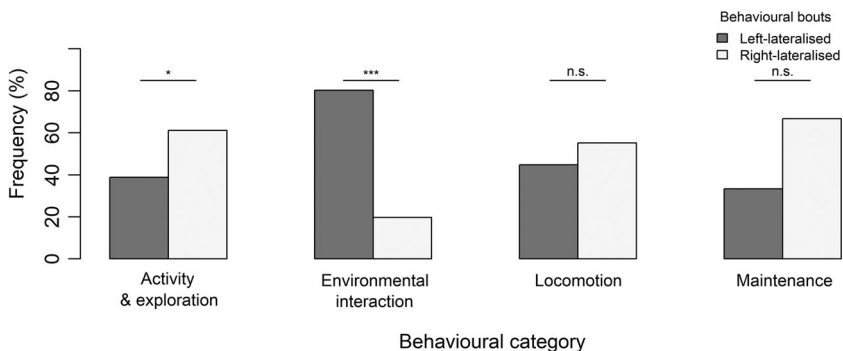 Behavioural bouts
Left-lateralised
Right-lateralised
Frequency (%)
80
60
40
20
0
*
***
n.s.
n.s.
Activity
& exploration
Environmental
interaction
Locomotion
Maintenance
Behavioural category